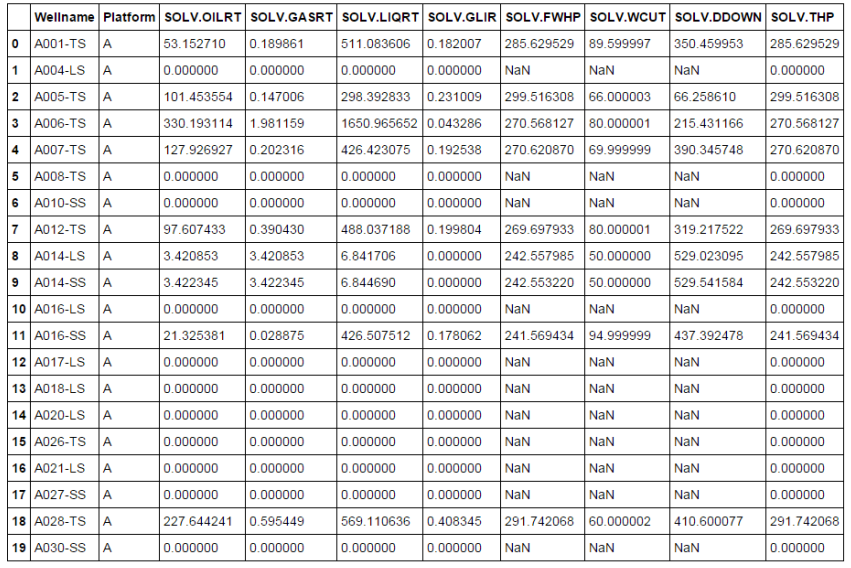 Wellname Platform SOLV.OILRT SOLV.GASRT SOLV.LIQRT SOLV.GLIR SOLV.FWHP SOLV.WCUT SOLV.DDOWN SOLV.THP
0 A001-TS A 53.152710 0.189861 511.083606 0.182007 285.629529 89.599997 350.459953 285.629529
1 A004-LS A 0.000000 0.000000 0.000000 0.000000 NaN NaN NaN 0.000000
2 A005-TS A 101.453554 0.147006 298.392833 0.231009 299.516308 66.000003 66.258610 299.516308
3 A006-TS A 330.193114 1.981159 1650.965652 0.043286 270.568127 80.000001 215.431166 270.568127
4 A007-TS A 127.926927 0.202316 426.423075 0.192538 270.620870 69.999999 390.345748 270.620870
5 A008-TS A 0.000000 0.000000 0.000000 0.000000 NaN NaN NaN 0.000000
6 A010-SS A 0.000000 0.000000 0.000000 0.000000 NaN NaN NaN 0.000000
7 A012-TS A 97.607433 0.390430 488.037188 0.199804 269.697933 80.000001 319.217522 269.697933
8 A014-LS A 3.420853 3.420853 6.841706 0.000000 242.557985 50.000000 529.023095 242.557985
9 A014-SS A 3.422345 3.422345 6.844690 0.000000 242.553220 50.000000 529.541584 242.553220
10 A016-LS A 0.000000 0.000000 0.000000 0.000000 NaN NaN NaN 0.000000
11 A016-SS A 21.325381 0.028875 426.507512 0.178062 241.569434 94.999999 437.392478 241.569434
12 A017-LS A 0.000000 0.000000 0.000000 0.000000 NaN NaN NaN 0.000000
13 A018-LS A 0.000000 0.000000 0.000000 0.000000 NaN NaN NaN 0.000000
14 A020-LS A 0.000000 0.000000 0.000000 0.000000 NaN NaN NaN 0.000000
15 A026-TS A 0.000000 0.000000 0.000000 0.000000 NaN NaN NaN 0.000000
16 A021-LS A 0.000000 0.000000 0.000000 0.000000 NaN NaN NaN 0.000000
17 A027-SS A 0.000000 0.000000 0.000000 0.000000 NaN NaN NaN 0.000000
18 A028-TS A 227.644241 0.595449 569.110636 0.408345 291.742068 60.000002 410.600077 291.742068
19 A030-SS A 0.000000 0.000000 0.000000 0.000000 NaN NaN NaN 0.000000